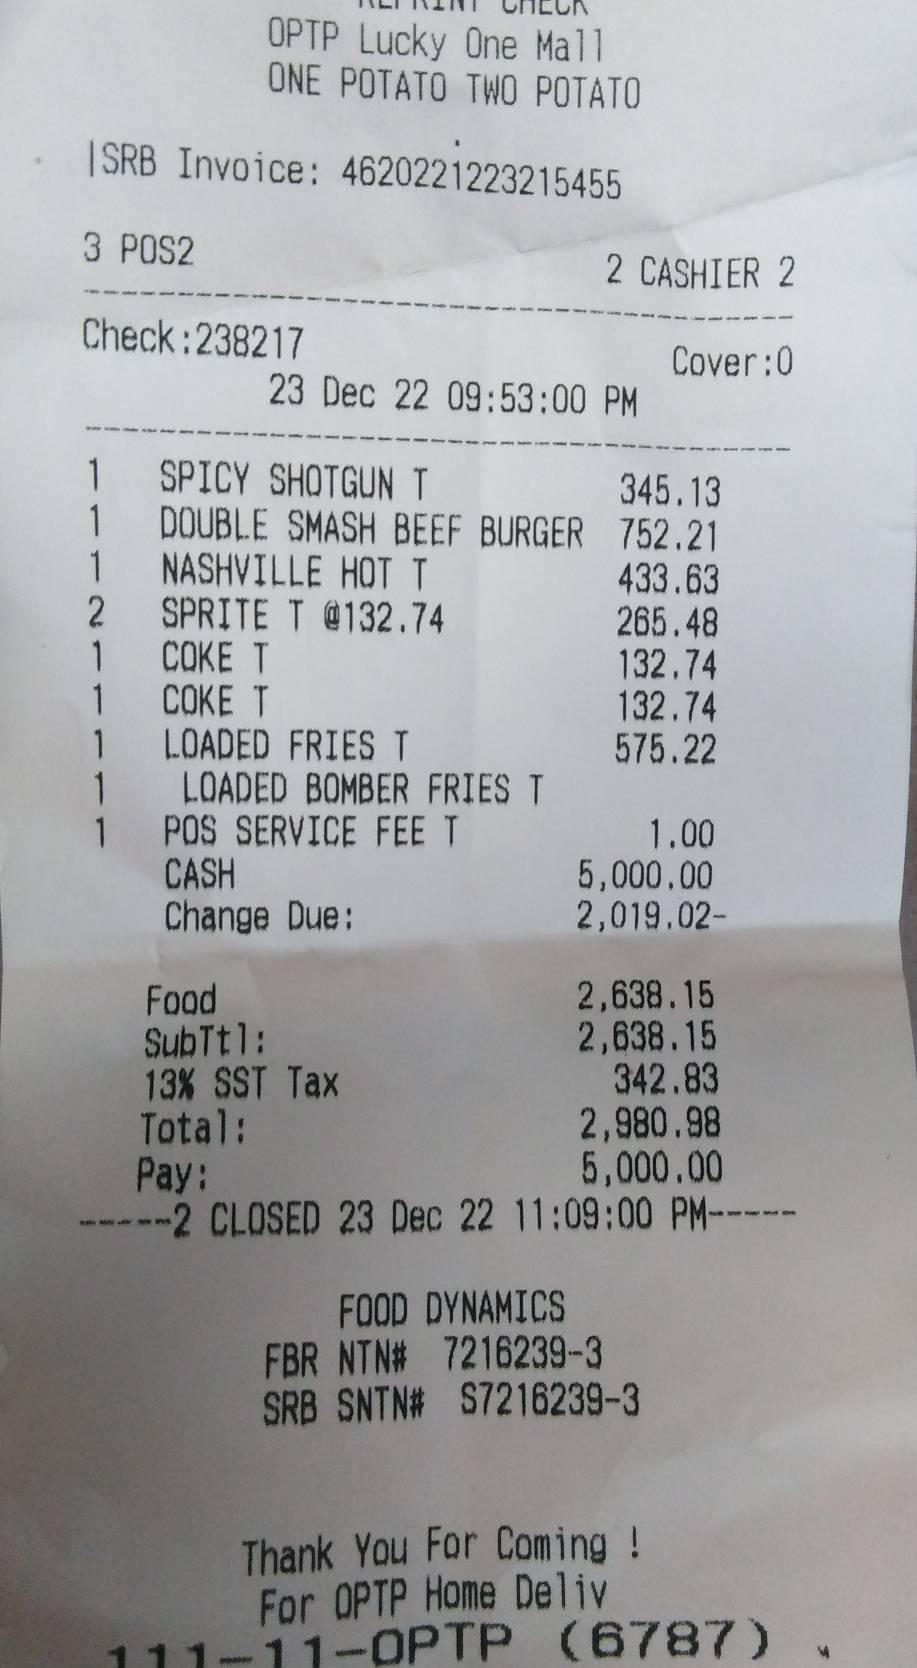 REPRINT CHECK
OPTP Lucky One Mall
ONE POTATO TWO POTATO
|SRB Invoice: 4620221223215455
3 POS2 2 CASHIER 2
Check:238217 Cover:0
23 Dec 22 09:53:00 PM
1 SPICY SHOTGUN T 345.13
1 DOUBLE SMASH BEEF BURGER 752.21
1 NASHVILLE HOT T 433.63
2 SPRITE T @132.74 265.48
1 COKE T 132.74
1 COKE T 132.74
1 LOADED FRIES T 575.22
1 LOADED BOMBER FRIES T
1 POS SERVICE FEE T 1.00
CASH 5,000.00
Change Due: 2,019.02-
Food 2,638.15
SubTtl: 2,638.15
13% SST Tax 342.83
Total: 2,980.98
Pay: 5,000.00
------2 CLOSED 23 Dec 22 11:09:00 PM-----
FOOD DYNAMICS
FBR NTN# 7216239-3
SRB SNTN# S7216239-3
Thank You For Coming !
For OPTP Home Deliv
111-11-OPTP (6787)